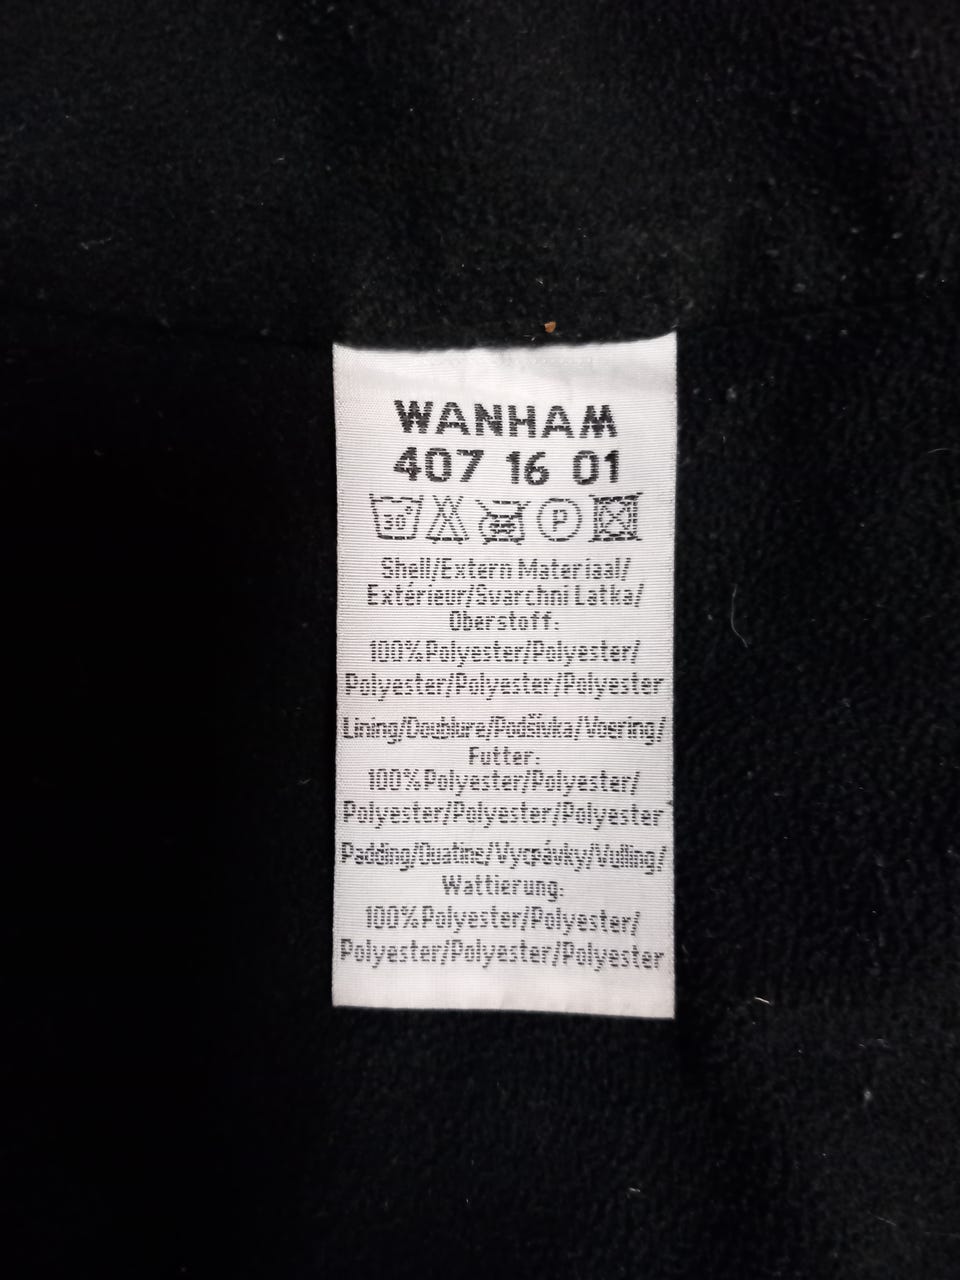 WANHAM
407 16 01
30°
P
Shell/Extern Materiaal/
Extérieur/Svarchni Latka/
Oberstoff:
100%Polyester/Polyester/
Polyester/Polyester/Polyester
Lining/Doublure/Podšívka/Voering/
Futter:
100%Polyester/Polyester/
Polyester/Polyester/Polyester
Padding/Ouatine/Vycpávky/Vulling/
Wattierung:
100%Polyester/Polyester/
Polyester/Polyester/Polyester